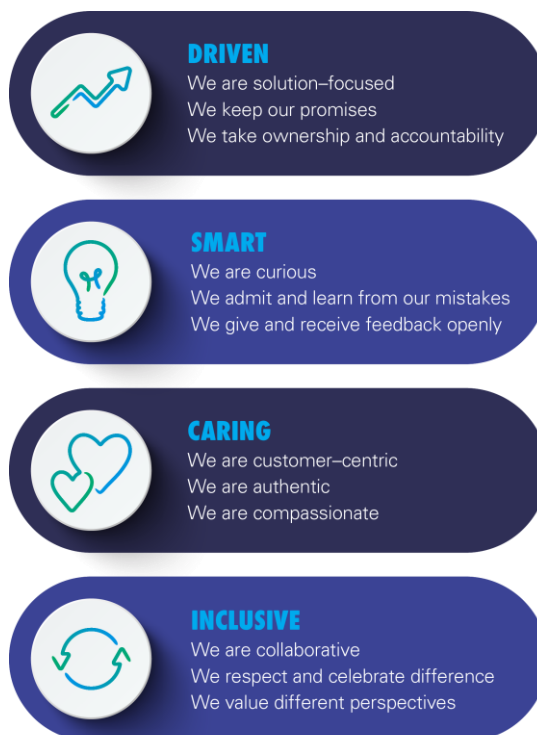 DRIVEN
We are solution–focused
We keep our promises
We take ownership and accountability
SMART
We are curious
We admit and learn from our mistakes
We give and receive feedback openly
CARING
We are customer–centric
We are authentic
We are compassionate
INCLUSIVE
We are collaborative
We respect and celebrate difference
We value different perspectives